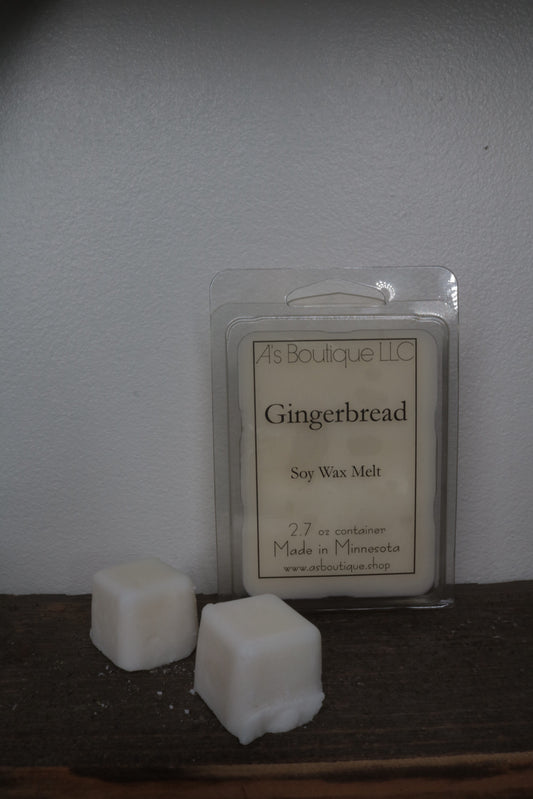 A's Boutique LLC
Gingerbread
Soy Wax Melt
2.7 oz container
Made in Minnesota
www.asboutique.shop